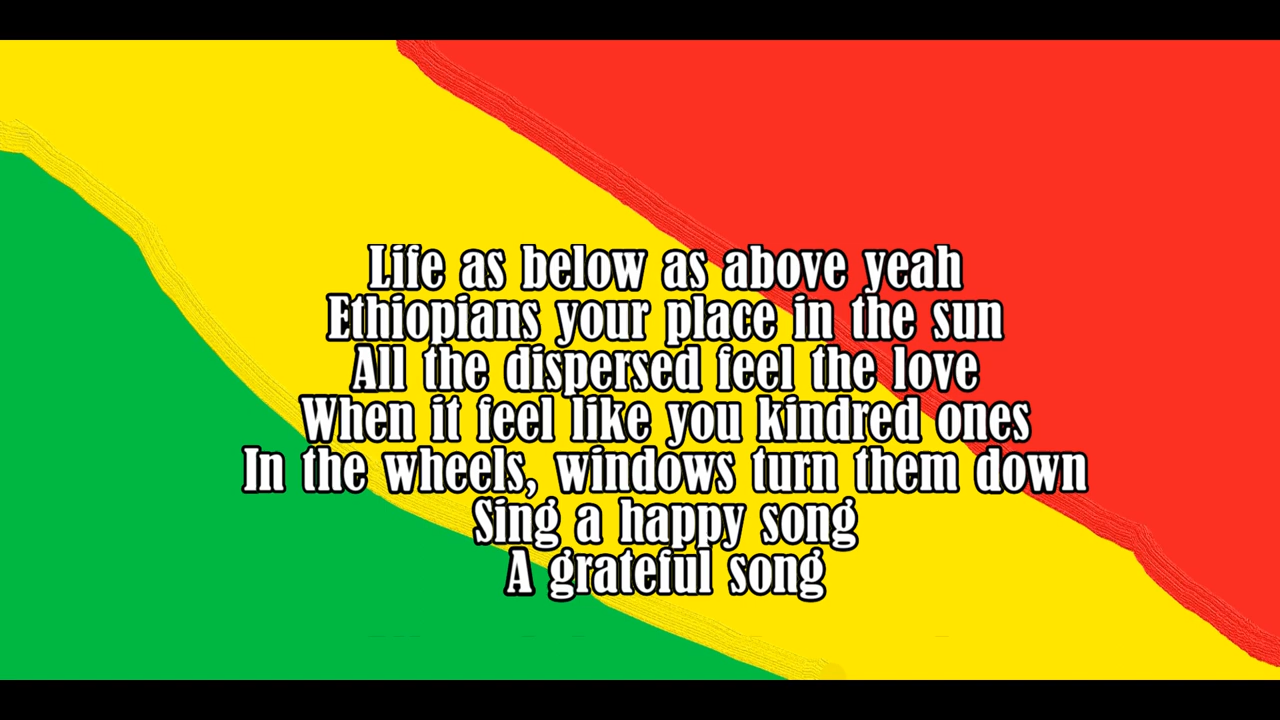 Life as below as above yeah
Ethiopians your place in the sun
All the dispersed feel the love
When it feel like you kindred ones
In the wheels, windows turn them down
Sing a happy song
A grateful song